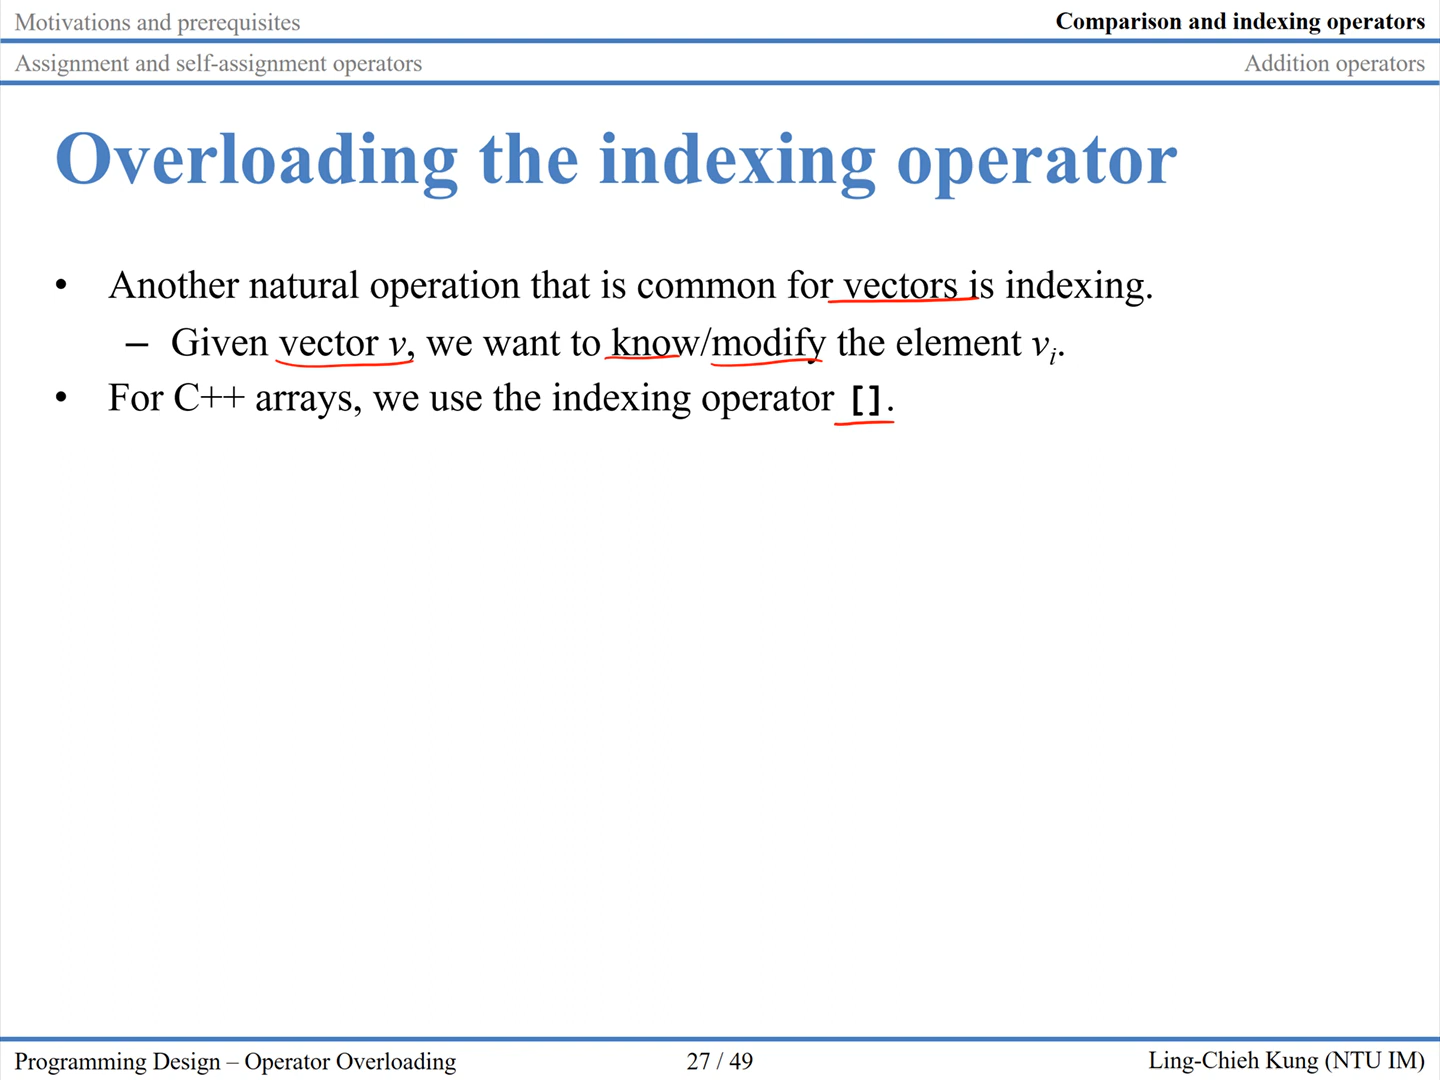 Motivations and prerequisites
Comparison and indexing operators
Assignment and self-assignment operators
Addition operators
Overloading the indexing operator
• Another natural operation that is common for vectors is indexing.
– Given vector v, we want to know/modify the element vi.
• For C++ arrays, we use the indexing operator [].
Programming Design – Operator Overloading
27 / 49
Ling-Chieh Kung (NTU IM)